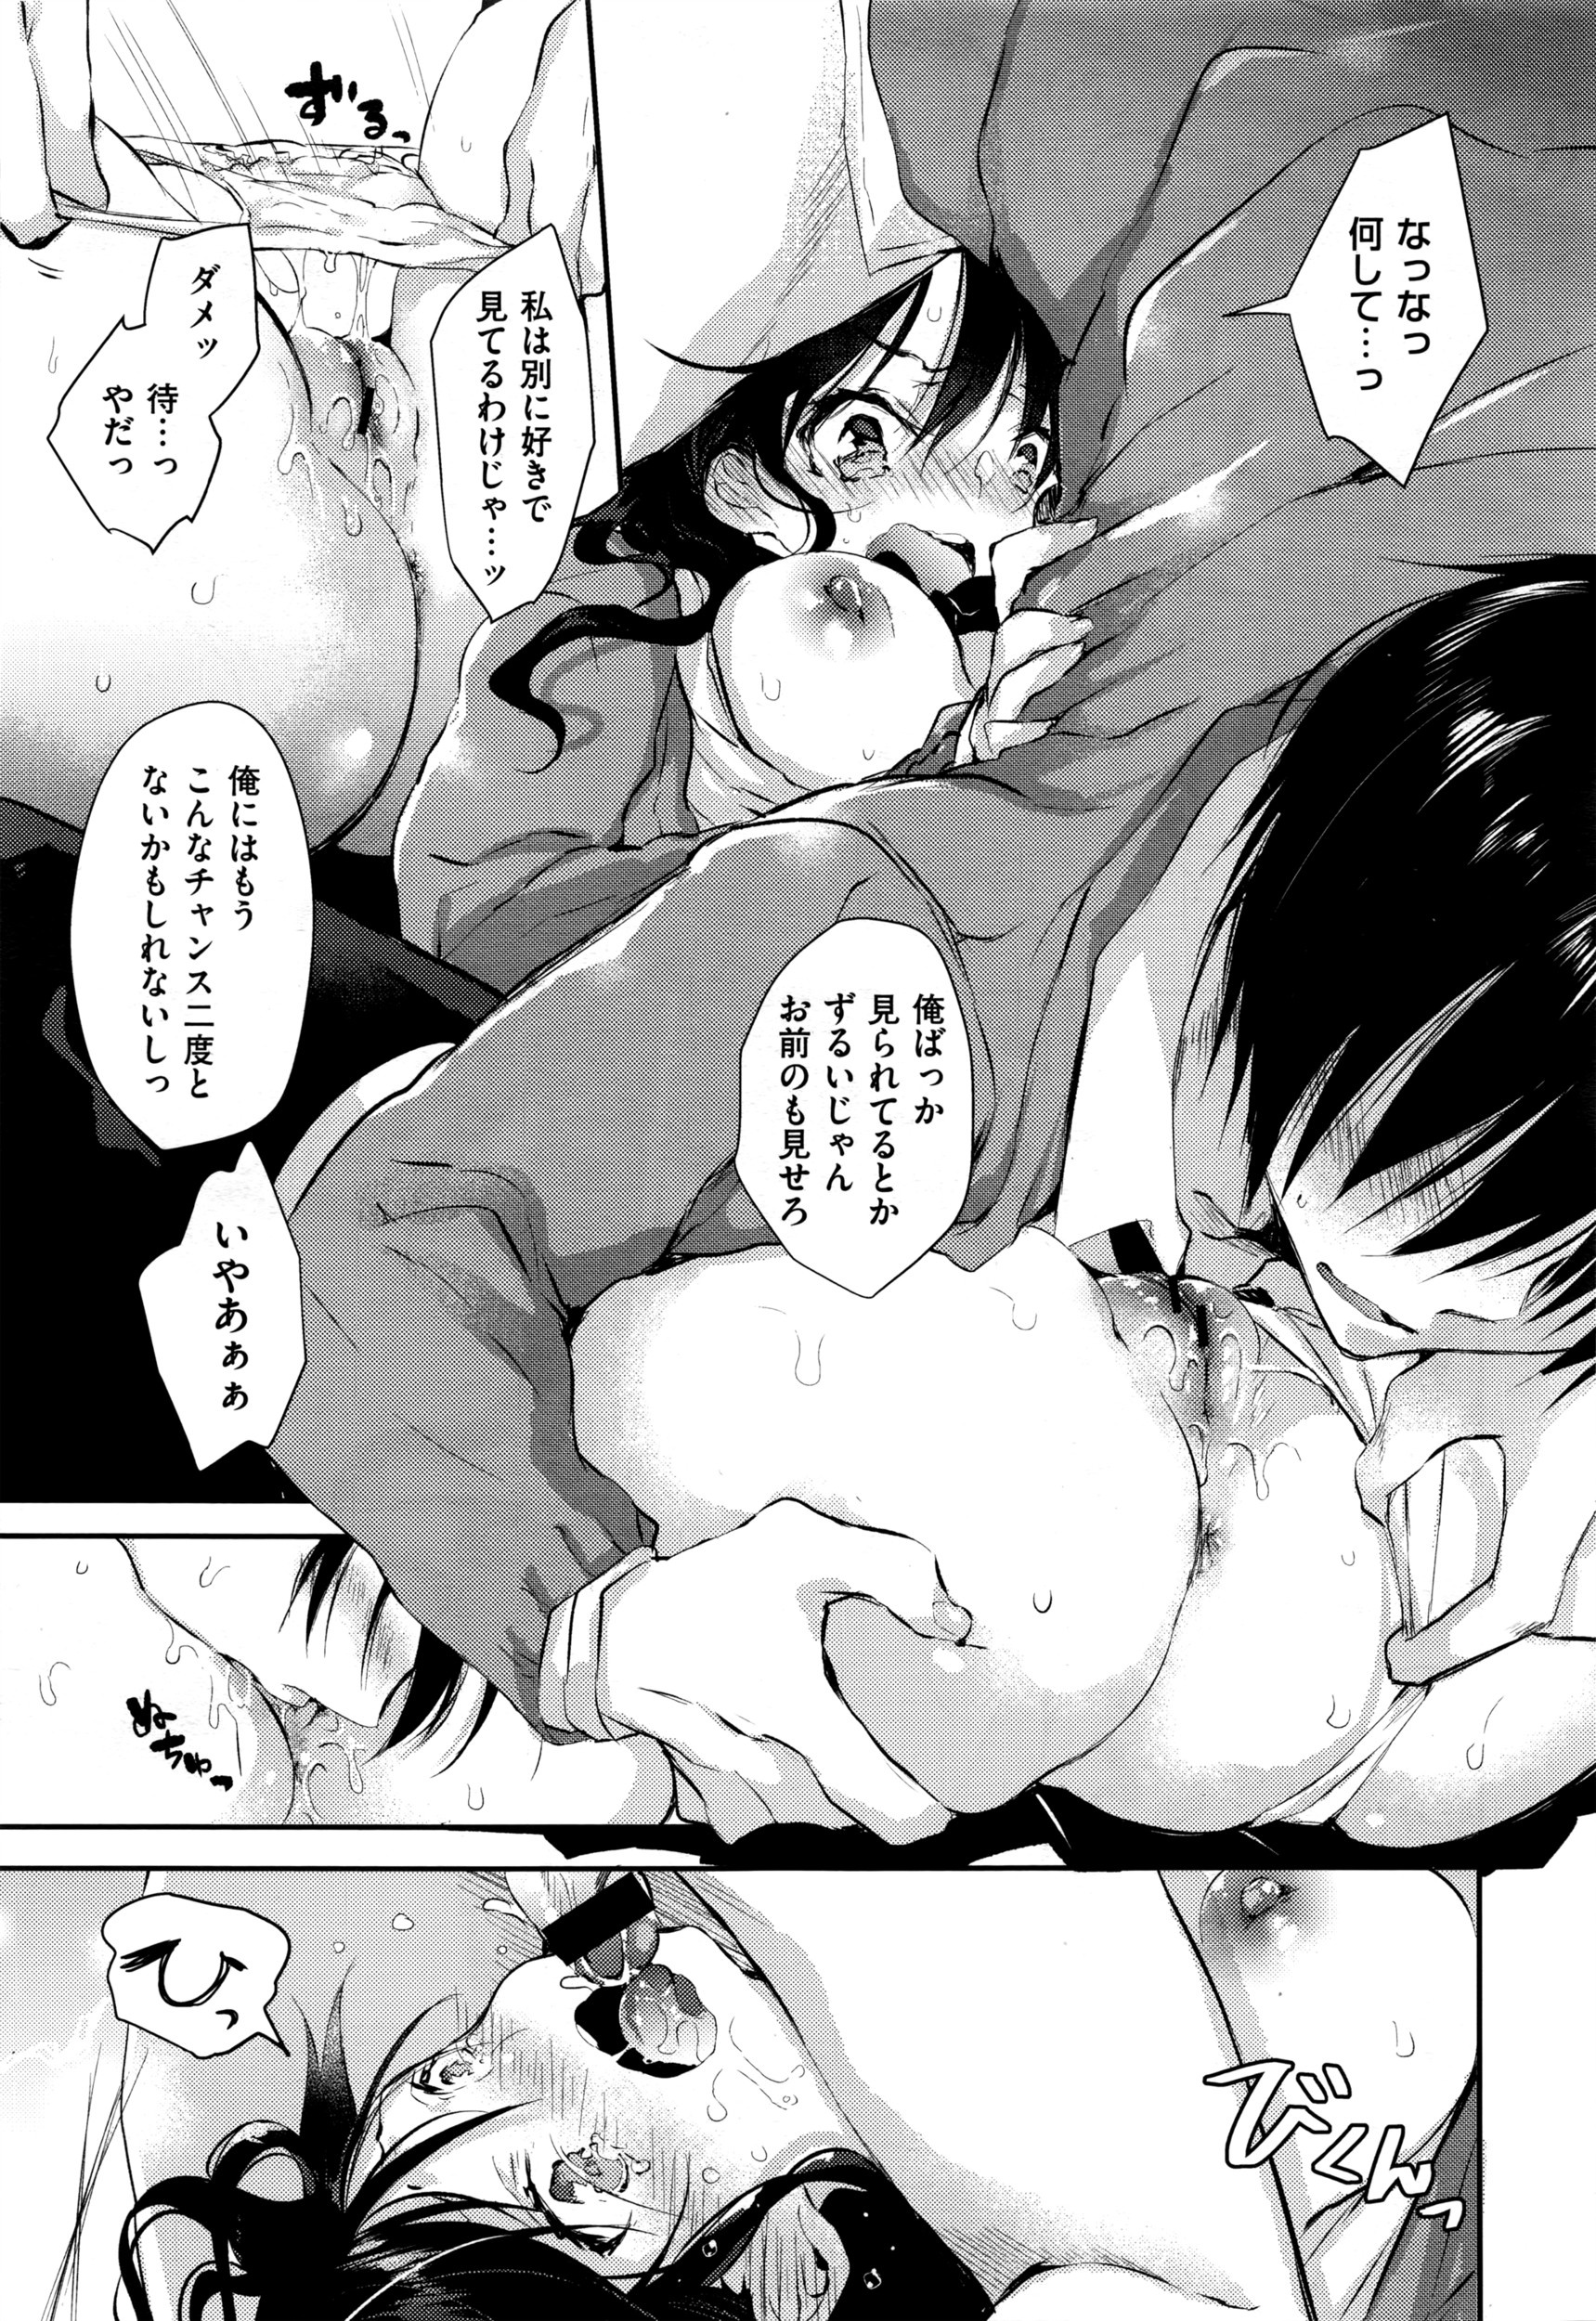 なっなっ
何して…っ
俺ばっか
見られてるとか
ずるいじゃん
お前のも見せろ
私は別に好きで
見てるわけじゃ…ッ
ずいるっ
ダメッ
待…っ
やだっ
俺にはもう
こんなチャンス二度と
ないかもしれないしっ
いやあぁぁ
ぬちゅっ
びくんっ
ひっ